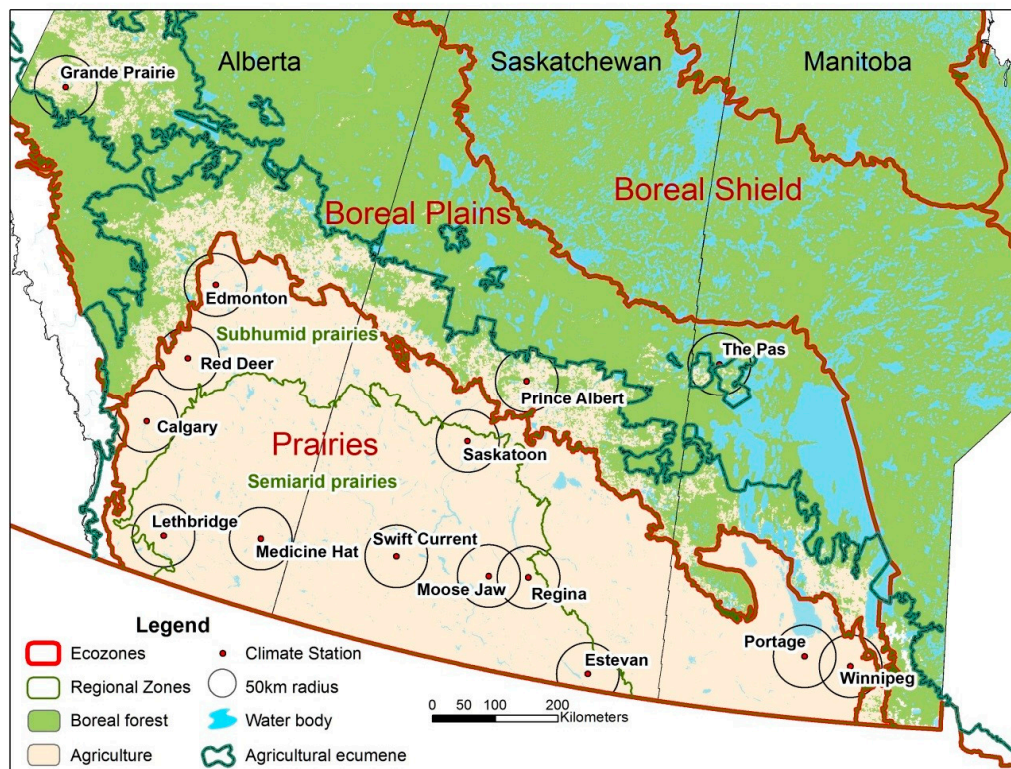 Grande Prairie
Alberta
Saskatchewan
Manitoba
Boreal Plains
Boreal Shield
Edmonton
Subhumid prairies
Red Deer
The Pas
Prince Albert
Calgary
Prairies
Saskatoon
Semiarid prairies
Lethbridge
Medicine Hat
Swift Current
Moose Jaw
Regina
Portage
Winnipeg
Estevan
Legend
Ecozones
Climate Station
Regional Zones
50km radius
Boreal forest
Water body
Agriculture
Agricultural ecumene
0 50 100 200
Kilometers